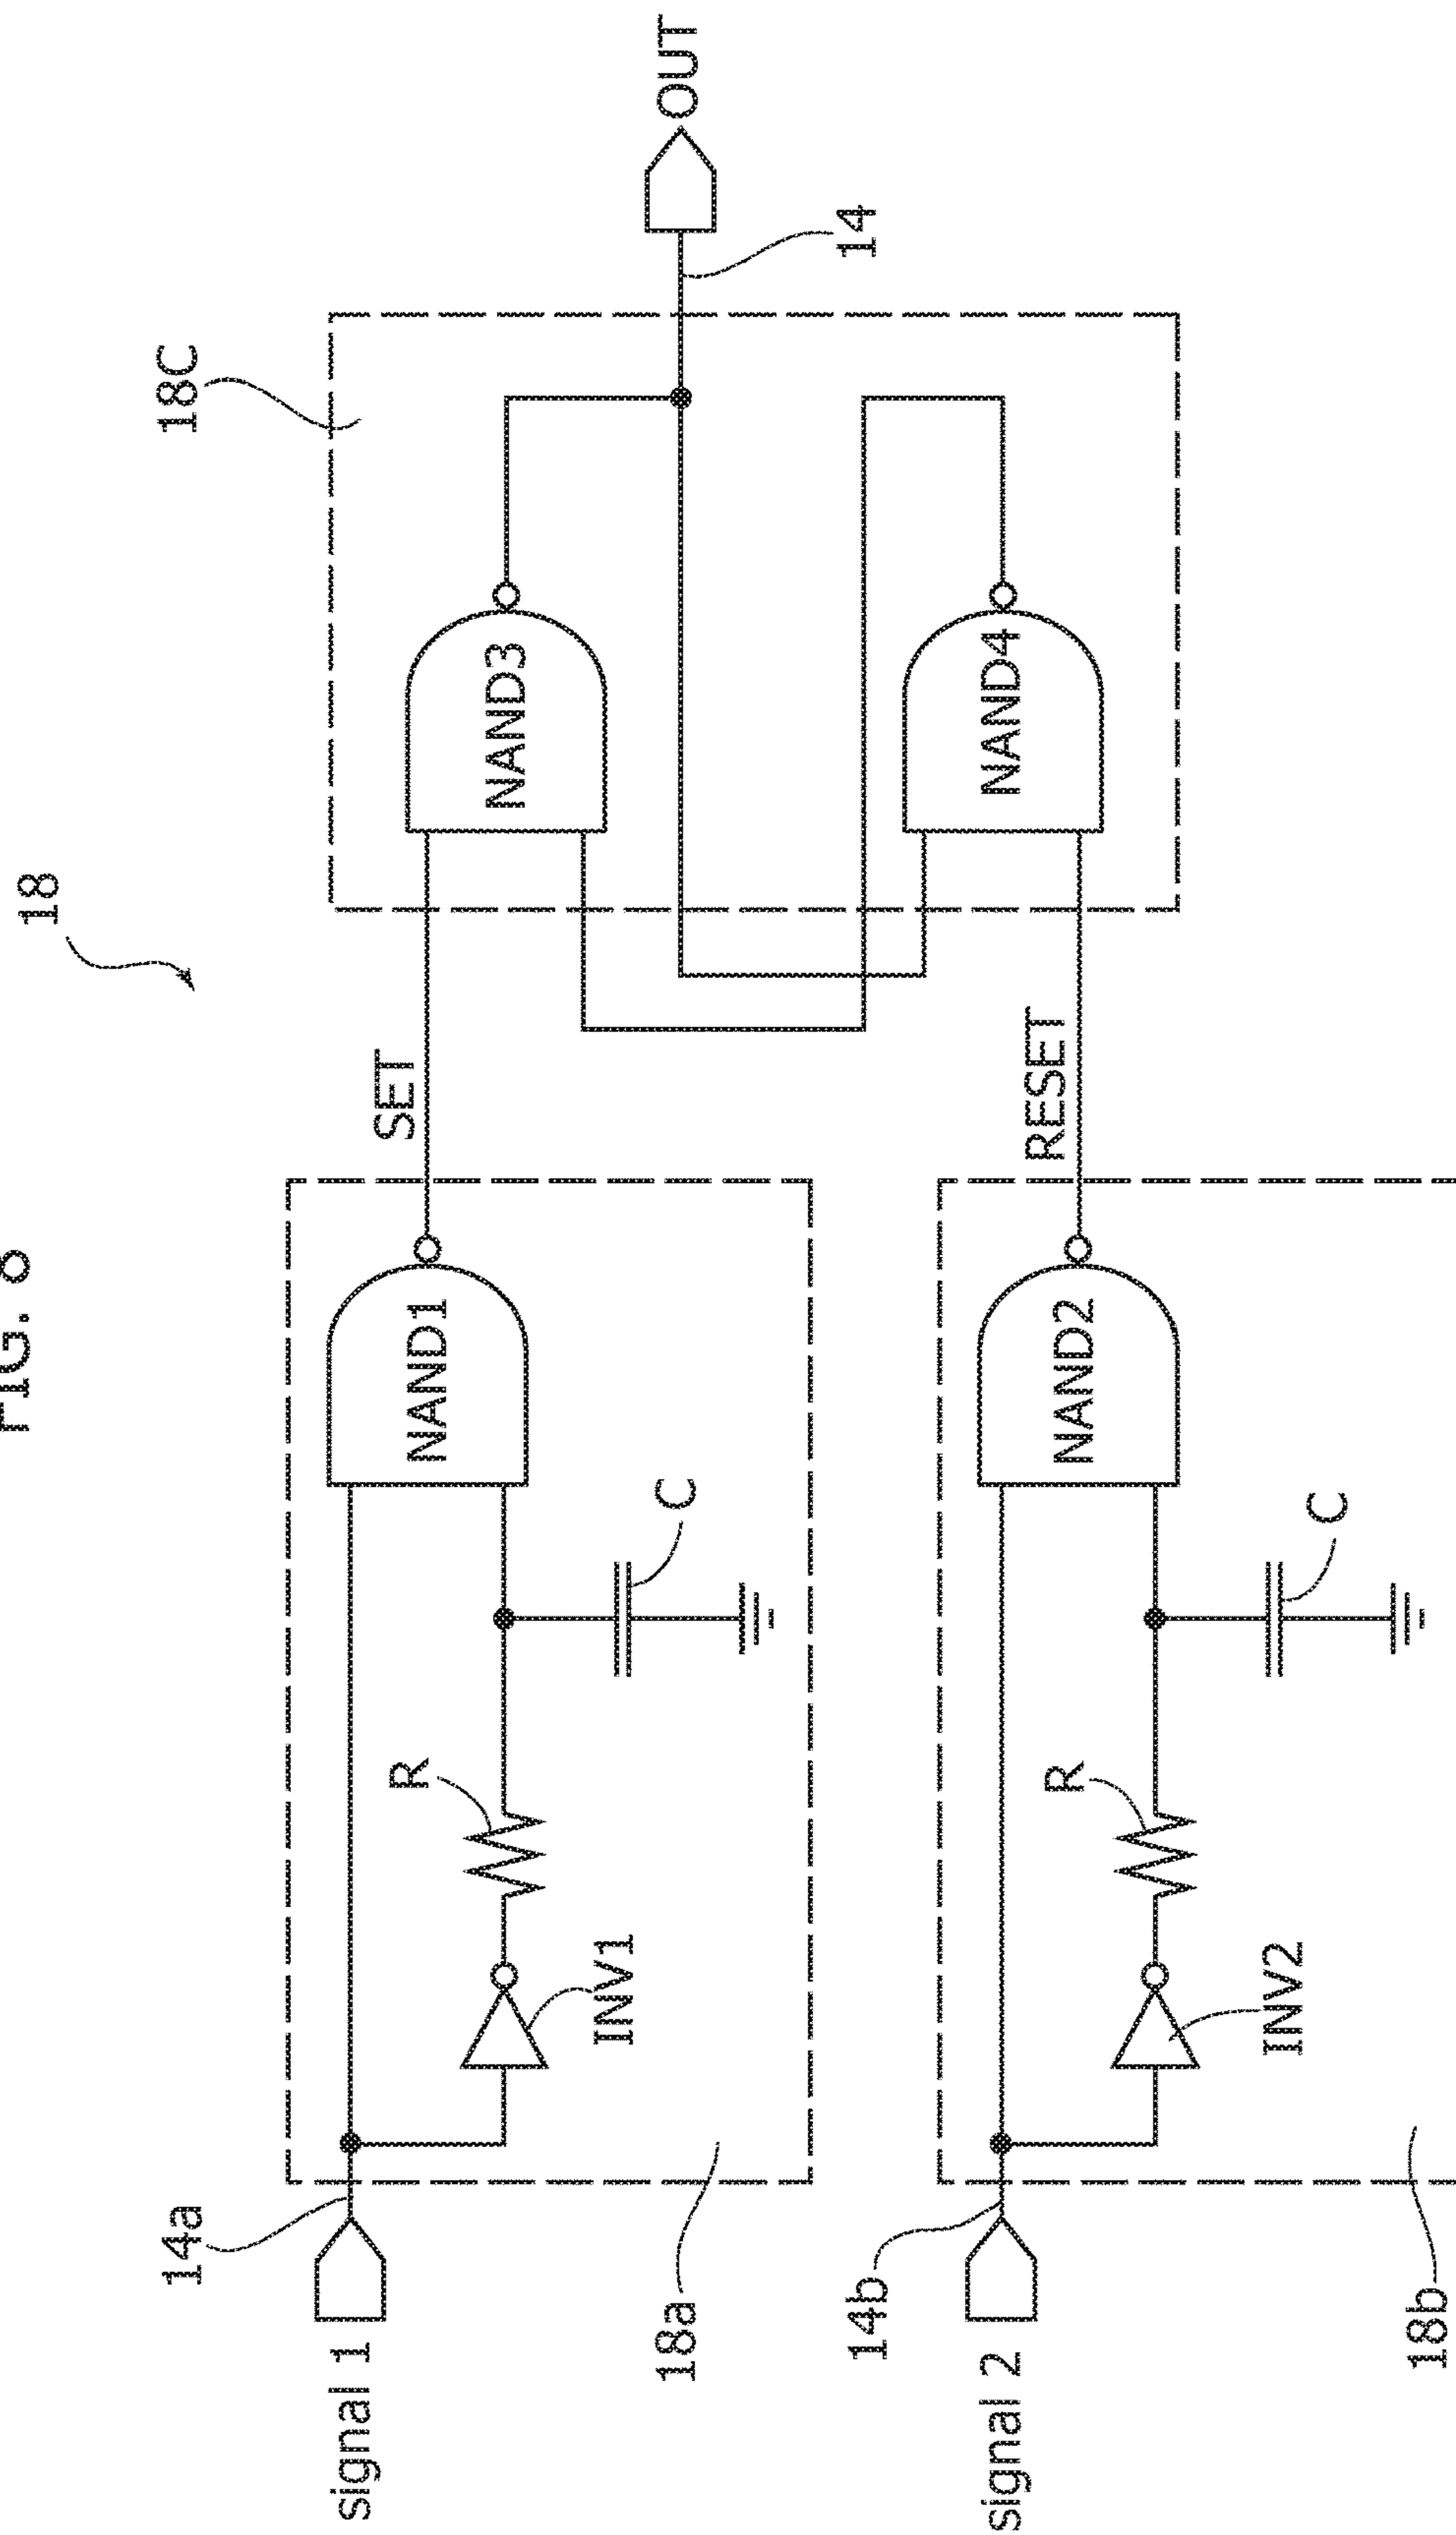 FIG. 8
18
signal 1
14a
18a
INV1
R
C
NAND1
SET
18C
NAND3
14
OUT
signal 2
14b
18b
INV2
R
C
NAND2
RESET
NAND4